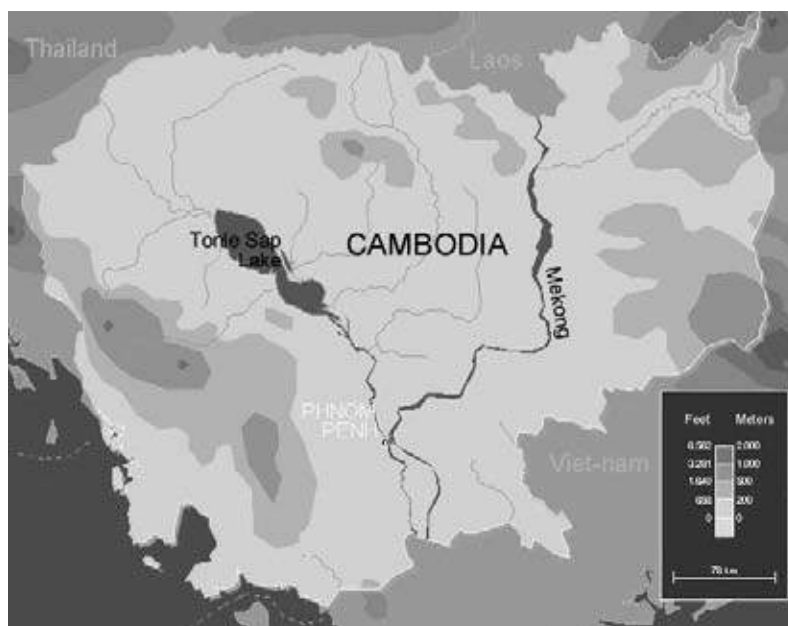 Thailand
Laos
Tonle Sap
Lake
CAMBODIA
Mekong
PHNOM
PENH
Viet-nam
Feet Meters
6.562 2.000
3.281 1.000
1.640 500
656 200
0 0